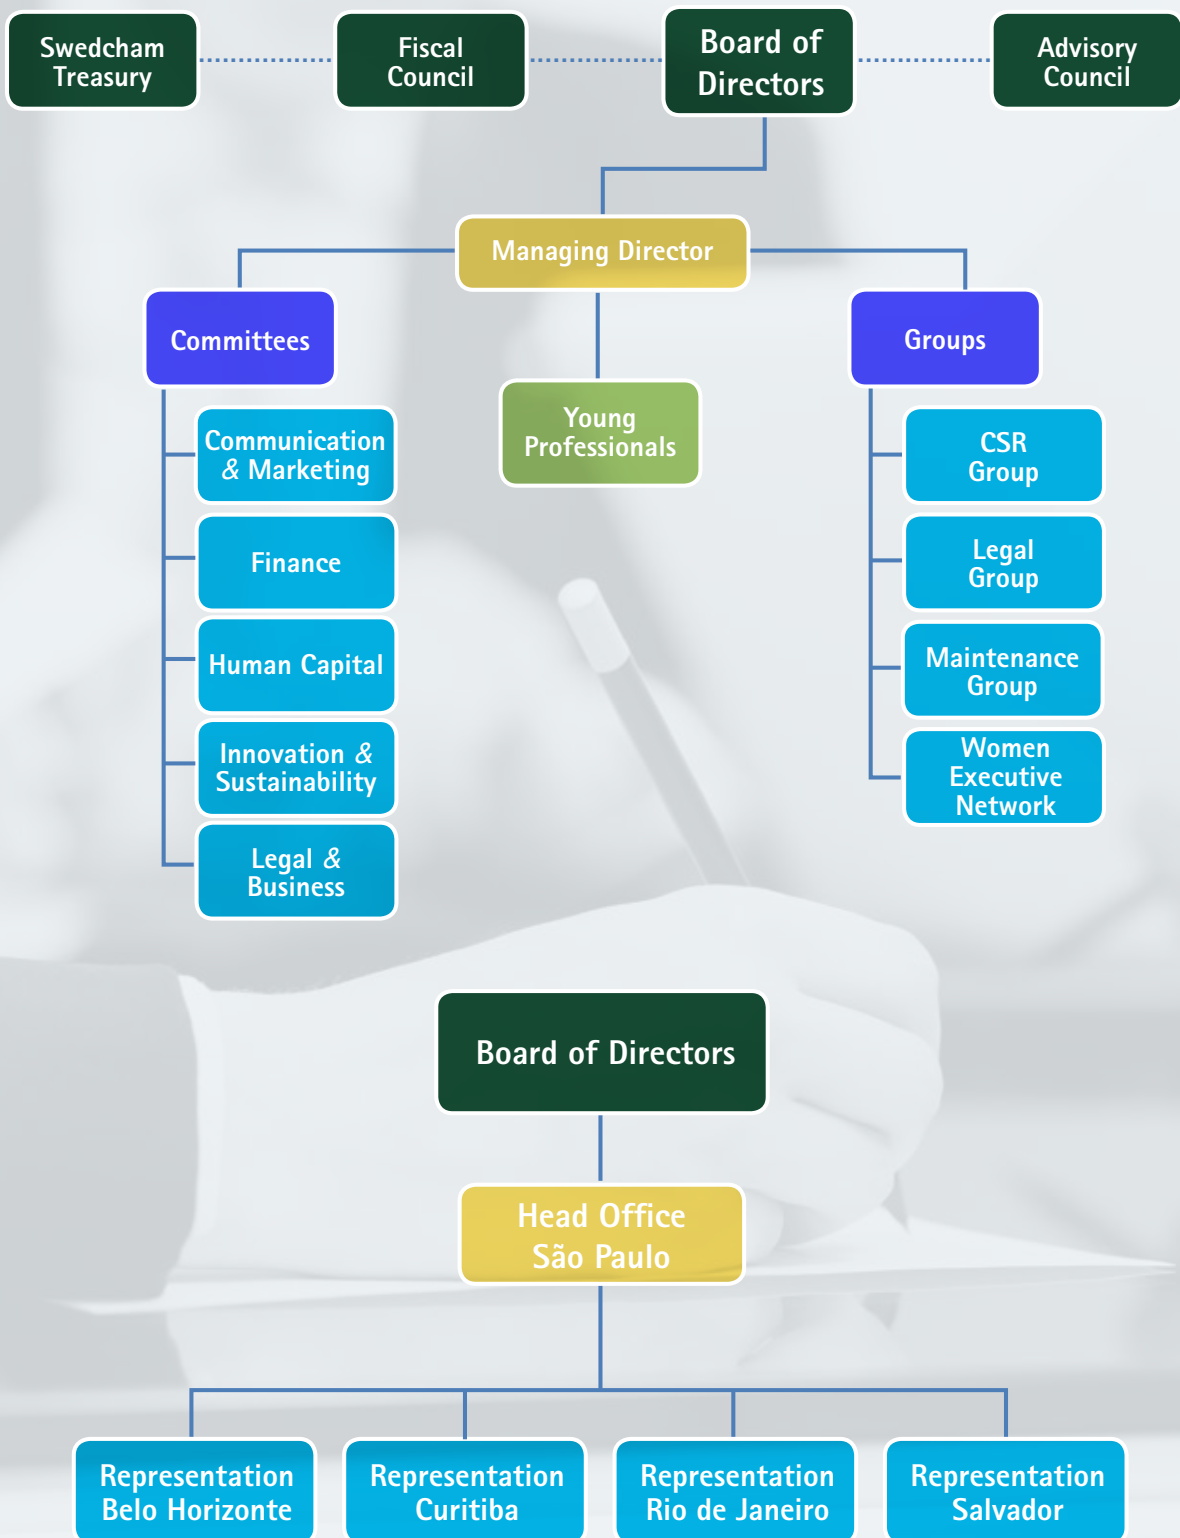 Swedcham
Treasury
Fiscal
Council
Board of
Directors
Advisory
Council
Managing Director
Committees
Groups
Young
Professionals
Communication
& Marketing
Finance
Human Capital
Innovation &
Sustainability
Legal &
Business
CSR
Group
Legal
Group
Maintenance
Group
Women
Executive
Network
Board of Directors
Head Office
São Paulo
Representation
Belo Horizonte
Representation
Curitiba
Representation
Rio de Janeiro
Representation
Salvador